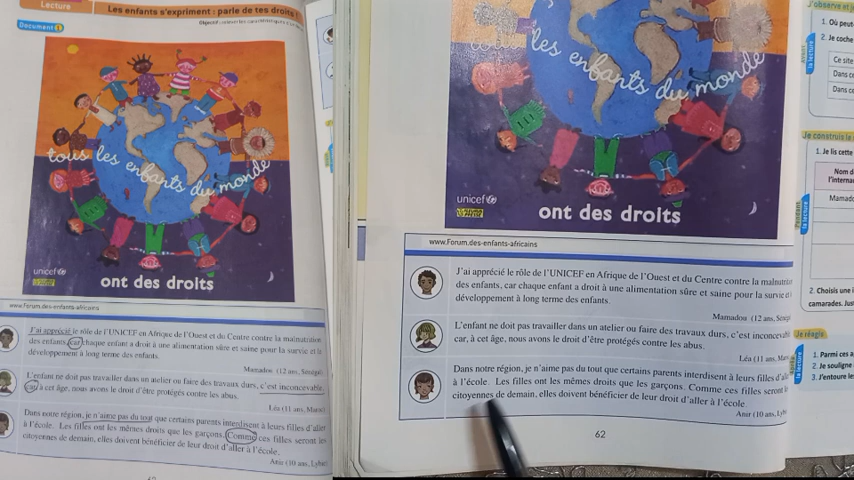 Lecture
Les enfants s'expriment : parle de tes droits !
Document 1
tous les enfants du monde
unicef
ont des droits
www.Forum.des-enfants-africains
J'ai apprécié le rôle de l'UNICEF en Afrique de l'Ouest et du Centre contre la malnutrition
des enfants, car chaque enfant a droit à une alimentation sûre et saine pour la survie et le
développement à long terme des enfants.
Mamadou (12 ans, Sénégal)
L'enfant ne doit pas travailler dans un atelier ou faire des travaux durs, c'est inconcevable
car, à cet âge, nous avons le droit d'être protégés contre les abus.
Léa (11 ans, Maroc)
Dans notre région, je n'aime pas du tout que certains parents interdisent à leurs filles d'aller
à l'école. Les filles ont les mêmes droits que les garçons. Comme ces filles seront les
citoyennes de demain, elles doivent bénéficier de leur droit d'aller à l'école.
Anir (10 ans, Lybie
tous les enfants du monde
unicef
ont des droits
www.Forum.des-enfants-africains
J'ai apprécié le rôle de l'UNICEF en Afrique de l'Ouest et du Centre contre la malnutriti
des enfants, car chaque enfant a droit à une alimentation sûre et saine pour la survie et l
développement à long terme des enfants.
Mamados (12 ans, Sénég
L'enfant ne doit pas travailler dans un atelier ou faire des travaux durs, c'est inconcevab
car, à cet âge, nous avons le droit d'être protégés contre les abus.
Léa (11 ans, Mar
Dans notre région, je n'aime pas du tout que certains parents interdisent à leurs filles d'all
à l'école. Les filles ont les mêmes droits que les garçons. Comme ces filles seront l
citoyennes de demain, elles doivent bénéficier de leur droit d'aller à l'école.
Anir (10 ans, Lyb
62
J'observe et j
1. Où peut
2. Je coche
Ce site
Dans ce
Dans ce
Je construis le
1. Je lis cette
Nom d
l'interna
Mamado
2. Choisis une i
camarades. Jus
Je réagis
1. Parmi ces a
2. Je souligne
3. J'entoure les